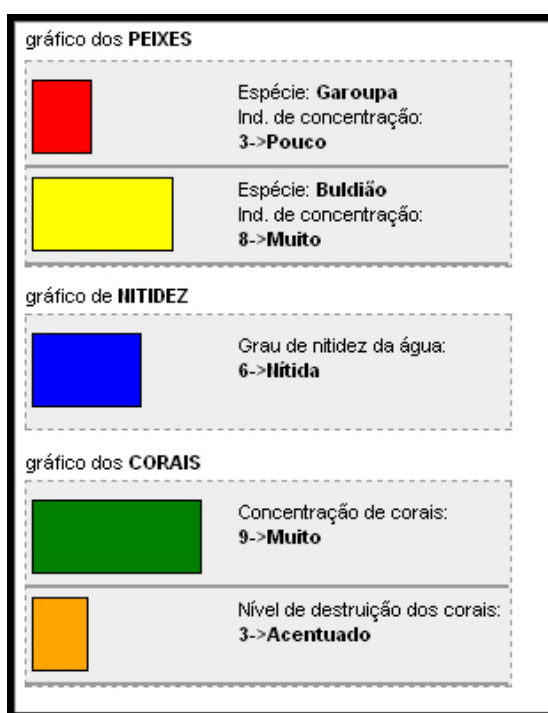 gráfico dos PEIXES
Espécie: Garoupa
Ind. de concentração:
3->Pouco
Espécie: Buldião
Ind. de concentração:
8->Muito
gráfico de NITIDEZ
Grau de nitidez da água:
6->Nítida
gráfico dos CORAIS
Concentração de corais:
9->Muito
Nível de destruição dos corais:
3->Acentuado